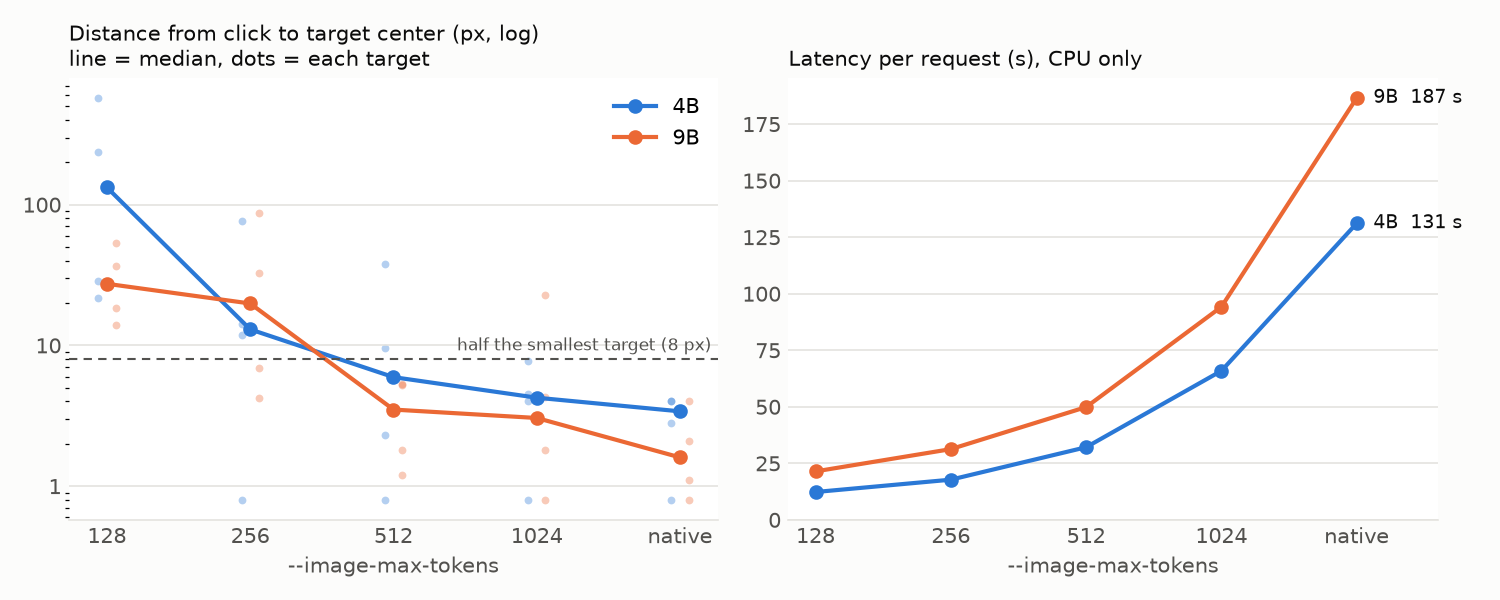 Distance from click to target center (px, log)
line = median, dots = each target
4B
9B
100
10
1
half the smallest target (8 px)
128 256 512 1024 native
--image-max-tokens
Latency per request (s), CPU only
175
150
125
100
75
50
25
0
9B 187 s
4B 131 s
128 256 512 1024 native
--image-max-tokens